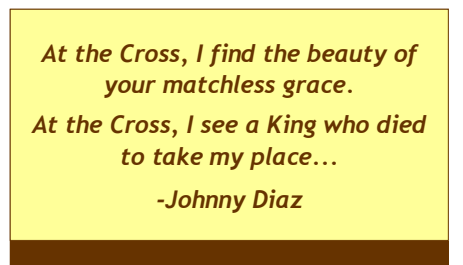 At the Cross, I find the beauty of
your matchless grace.
At the Cross, I see a King who died
to take my place...
-Johnny Diaz